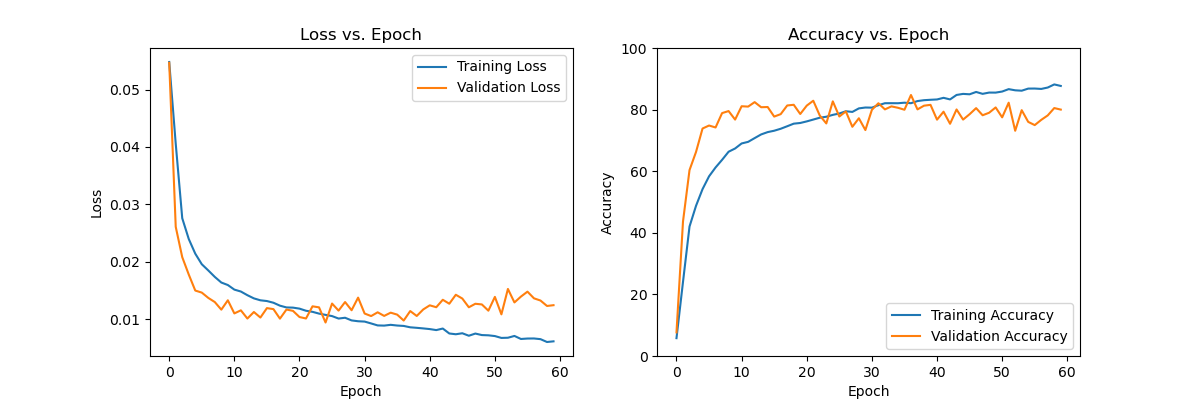 Loss vs. Epoch
Training Loss
Validation Loss
0.05
0.04
0.03
0.02
0.01
Loss
0 10 20 30 40 50 60
Epoch
Accuracy vs. Epoch
100
80
60
40
20
0
Accuracy
Training Accuracy
Validation Accuracy
0 10 20 30 40 50 60
Epoch